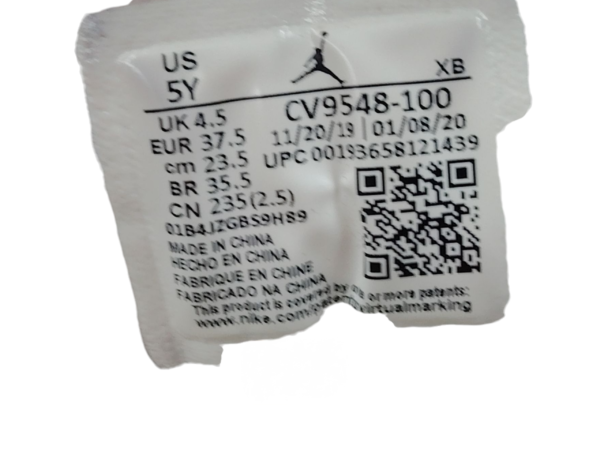 US
5Y
XB
UK 4.5
CV9548-100
EUR 37.5
11/20/19 | 01/08/20
cm 23.5
UPC 00193658121439
BR 35.5
CN 235(2.5)
01B4JZGBS9H89
MADE IN CHINA
HECHO EN CHINA
FABRIQUE EN CHINE
FABRICADO NA CHINA
This product is covered by or more patents:
www.nike.com/ virtualmarking